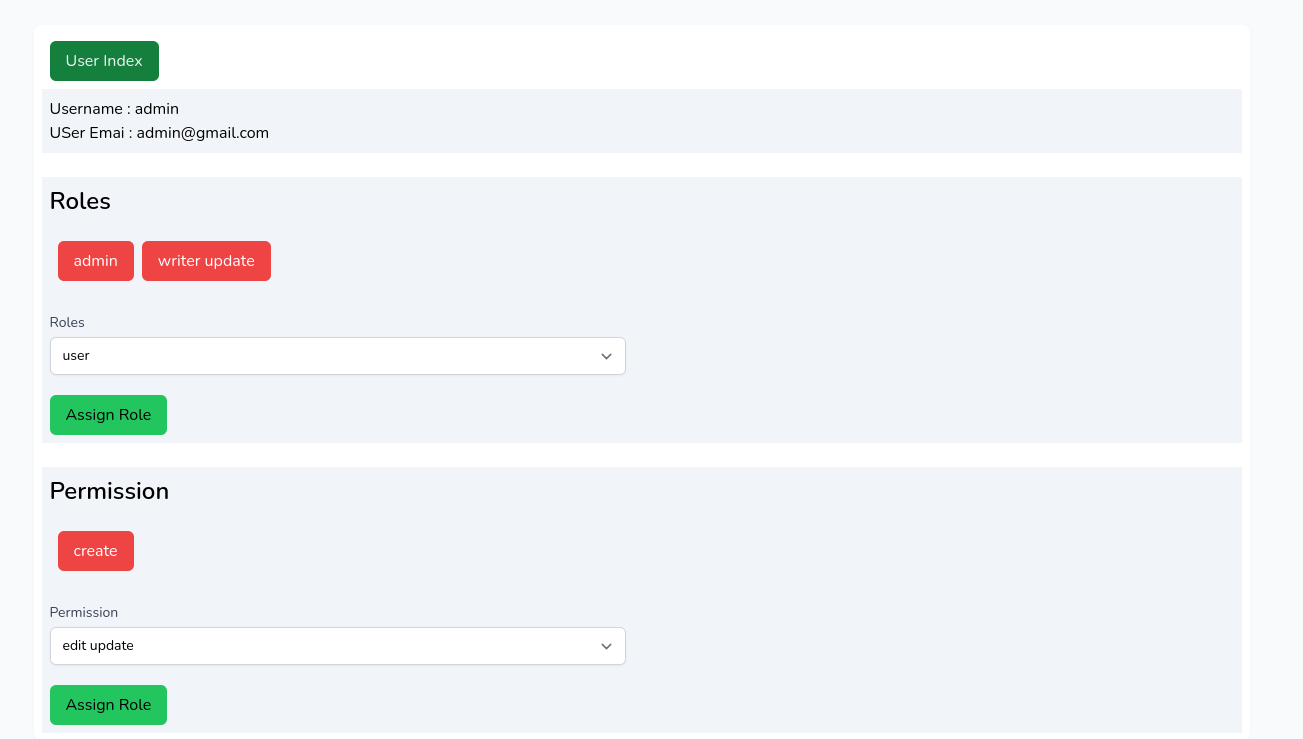 User Index
Username : admin
USer Emai : admin@gmail.com
Roles
admin writer update
Roles
user
Assign Role
Permission
create
Permission
edit update
Assign Role